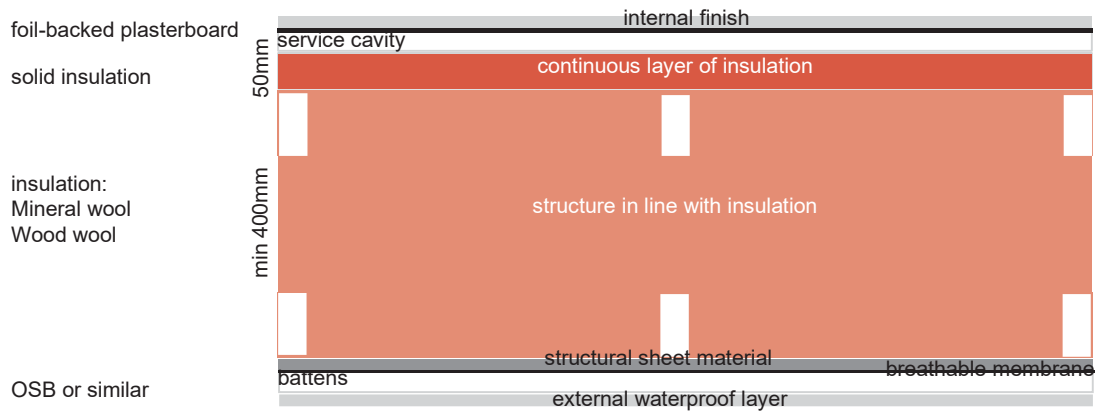 internal finish
foil-backed plasterboard
service cavity
50mm
continuous layer of insulation
solid insulation
insulation:
Mineral wool
Wood wool
min 400mm
structure in line with insulation
structural sheet material
breathable membrane
battens
OSB or similar
external waterproof layer